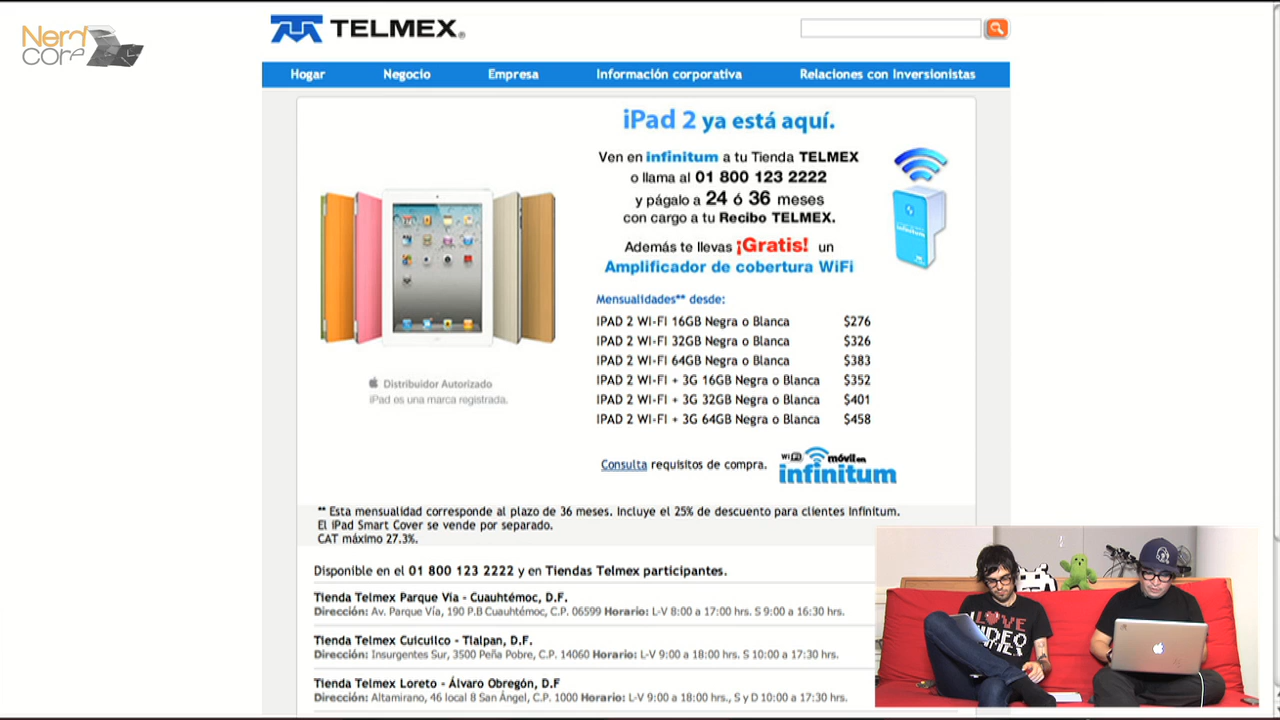 Nerd
core
TELMEX®
Hogar Negocio Empresa Información corporativa Relaciones con Inversionistas
iPad 2 ya está aquí.
Ven en infinitum a tu Tienda TELMEX
o llama al 01 800 123 2222
y págalo a 24 ó 36 meses
con cargo a tu Recibo TELMEX.
Además te llevas ¡Gratis! un
Amplificador de cobertura WiFi
infinitum
Mensualidades** desde:
IPAD 2 WI-FI 16GB Negra o Blanca $276
IPAD 2 WI-FI 32GB Negra o Blanca $326
IPAD 2 WI-FI 64GB Negra o Blanca $383
IPAD 2 WI-FI + 3G 16GB Negra o Blanca $352
IPAD 2 WI-FI + 3G 32GB Negra o Blanca $401
IPAD 2 WI-FI + 3G 64GB Negra o Blanca $458
Distribuidor Autorizado
iPad es una marca registrada.
Consulta requisitos de compra.
WiFi móvil en
infinitum
** Esta mensualidad corresponde al plazo de 36 meses. Incluye el 25% de descuento para clientes Infinitum.
El iPad Smart Cover se vende por separado.
CAT máximo 27.3%.
Disponible en el 01 800 123 2222 y en Tiendas Telmex participantes.
Tienda Telmex Parque Via - Cuauhtémoc, D.F.
Dirección: Av. Parque Vía, 190 P.B Cuauhtémoc, C.P. 06599 Horario: L-V 8:00 a 17:00 hrs. S 9:00 a 16:30 hrs.
Tienda Telmex Cuicuilco - Tlalpan, D.F.
Dirección: Insurgentes Sur, 3500 Peña Pobre, C.P. 14060 Horario: L-V 9:00 a 18:00 hrs. S 10:00 a 17:30 hrs.
Tienda Telmex Loreto - Álvaro Obregón, D.F
Dirección: Altamirano, 46 local 8 San Ángel, C.P. 1000 Horario: L-V 9:00 a 18:00 hrs., S y D 10:00 a 17:30 hrs.
I LOVE
VIDEO